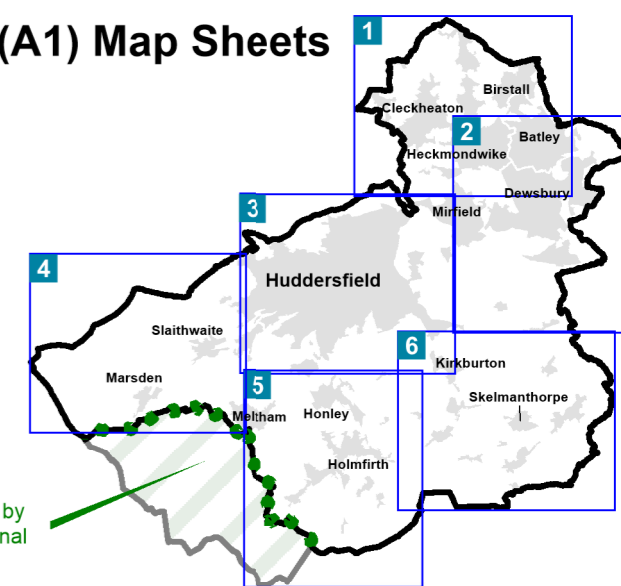 (A1) Map Sheets
1
Birstall
Cleckheaton
2
Batley
Heckmondwike
Dewsbury
3
Mirfield
4
Huddersfield
Slaithwaite
6
Kirkburton
Marsden
5
Skelmanthorpe
Meltham
Honley
Holmfirth
by
nal